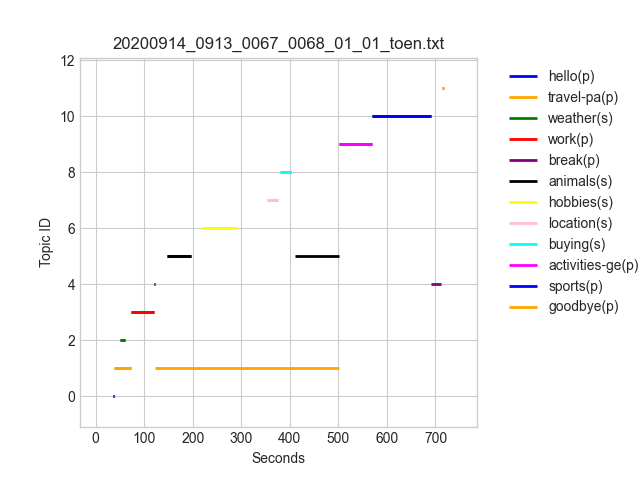 20200914_0913_0067_0068_01_01_toen.txt
12
10
8
6
4
2
0
Topic ID
0 100 200 300 400 500 600 700
Seconds
hello(p)
travel-pa(p)
weather(s)
work(p)
break(p)
animals(s)
hobbies(s)
location(s)
buying(s)
activities-ge(p)
sports(p)
goodbye(p)